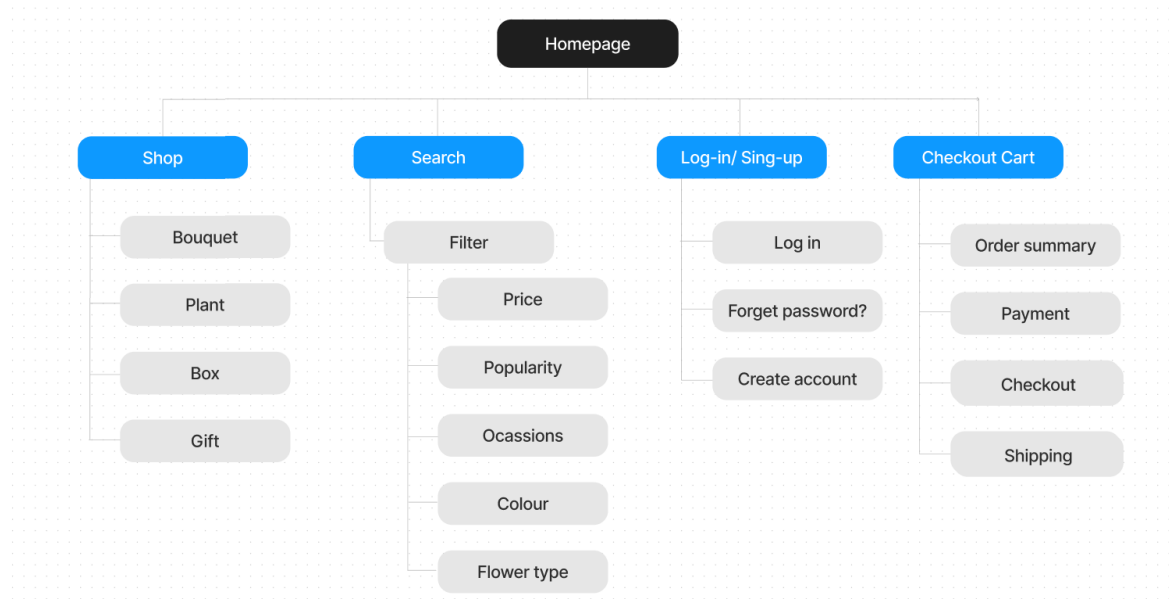 Homepage
Shop
Search
Log-in/ Sing-up
Checkout Cart
Bouquet
Plant
Box
Gift
Filter
Price
Popularity
Ocassions
Colour
Flower type
Log in
Forget password?
Create account
Order summary
Payment
Checkout
Shipping